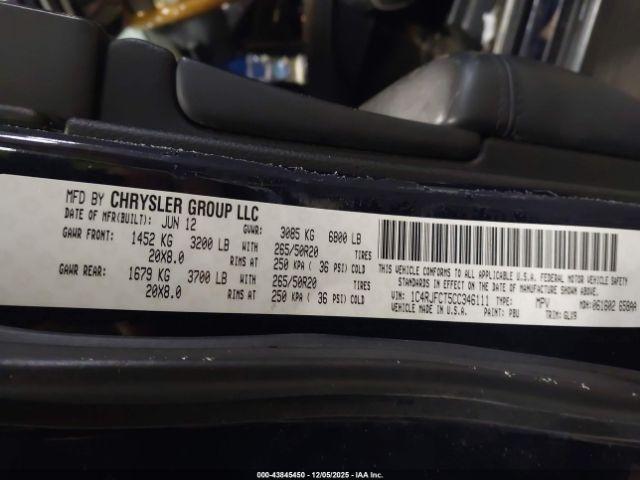 MFD BY CHRYSLER GROUP LLC
DATE OF MFR(BUILT): JUN 12 GVWR: 3085 KG 6800 LB
GAWR FRONT: 1452 KG 3200 LB WITH 265/50R20 TIRES
20X8.0 RIMS AT 250 KPA ( 36 PSI) COLD
GAWR REAR: 1679 KG 3700 LB WITH 265/50R20 TIRES
20X8.0 RIMS AT 250 KPA ( 36 PSI) COLD
THIS VEHICLE CONFORMS TO ALL APPLICABLE U.S.A. FEDERAL MOTOR VEHICLE SAFETY
STANDARDS IN EFFECT ON THE DATE OF MANUFACTURE SHOWN ABOVE.
VIN: 1C4RJFCT5CC346111 TYPE: MPV MDH: 061802 658AA
VEHICLE MADE IN U.S.A. PAINT: PBU TRIM: GLV9
000-43845450 - 12/05/2025 - IAA Inc.